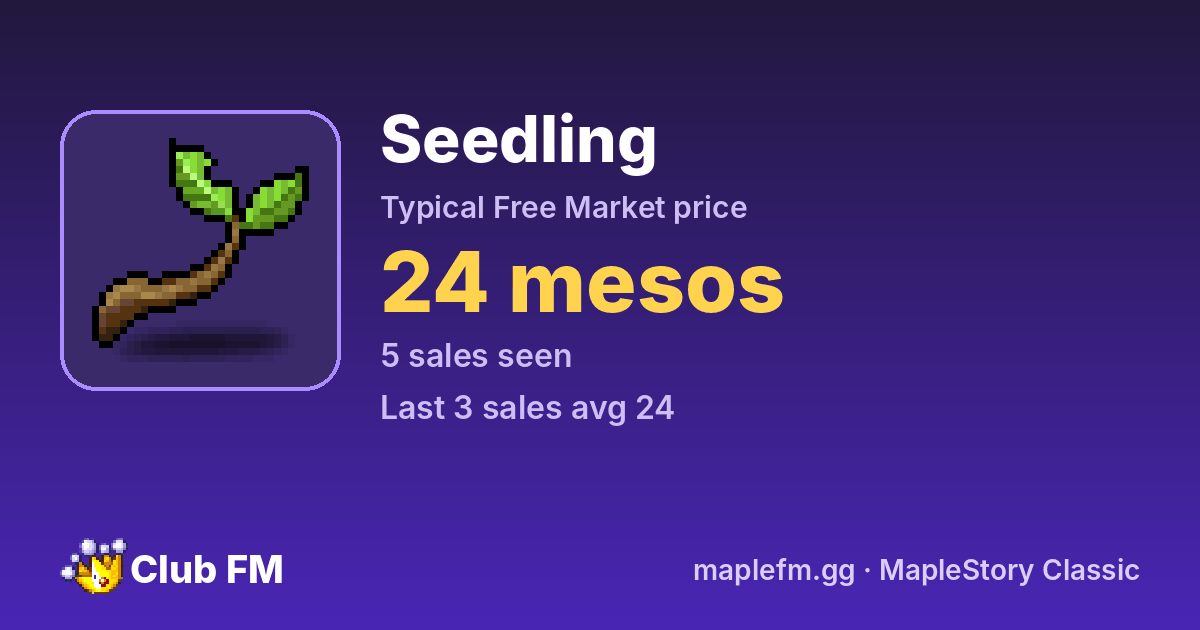 Seedling
Typical Free Market price
24 mesos
5 sales seen
Last 3 sales avg 24
Club FM
maplefm.gg · MapleStory Classic